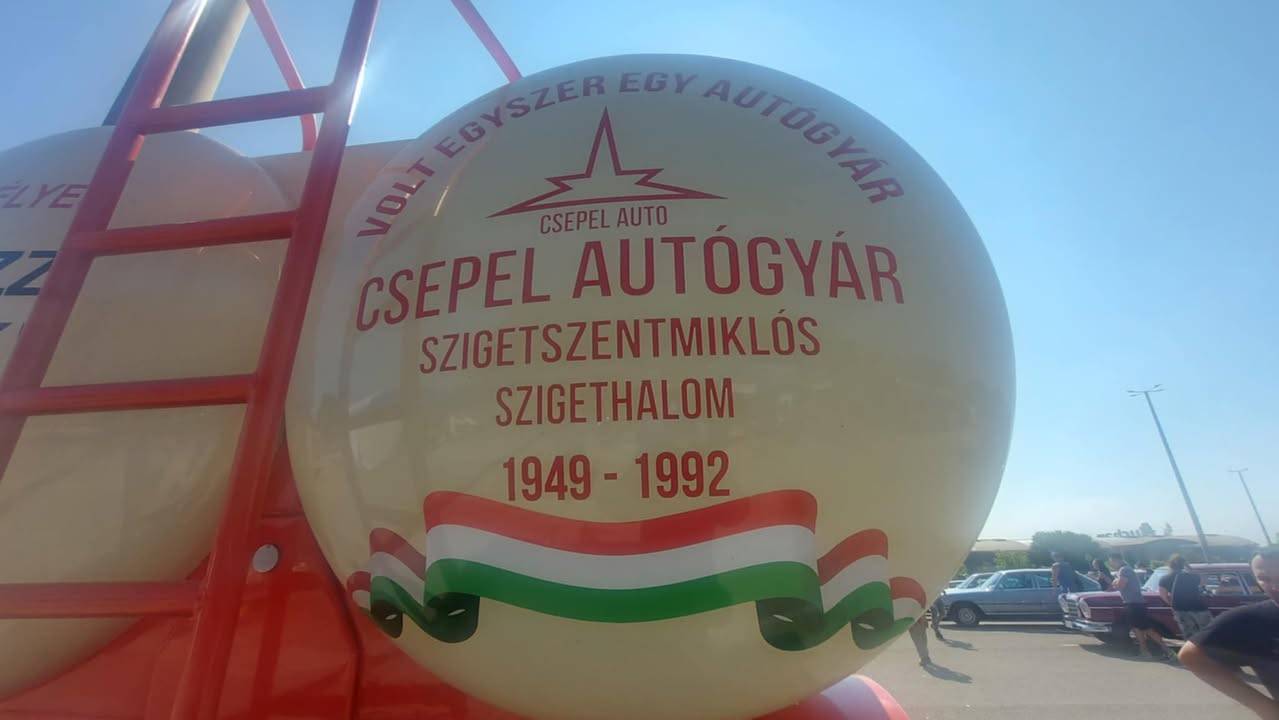 VOLT EGYSZER EGY AUTÓGYÁR
CSEPEL AUTO
CSEPEL AUTÓGYÁR
SZIGETSZENTMIKLÓS
SZIGETHALOM
1949 - 1992